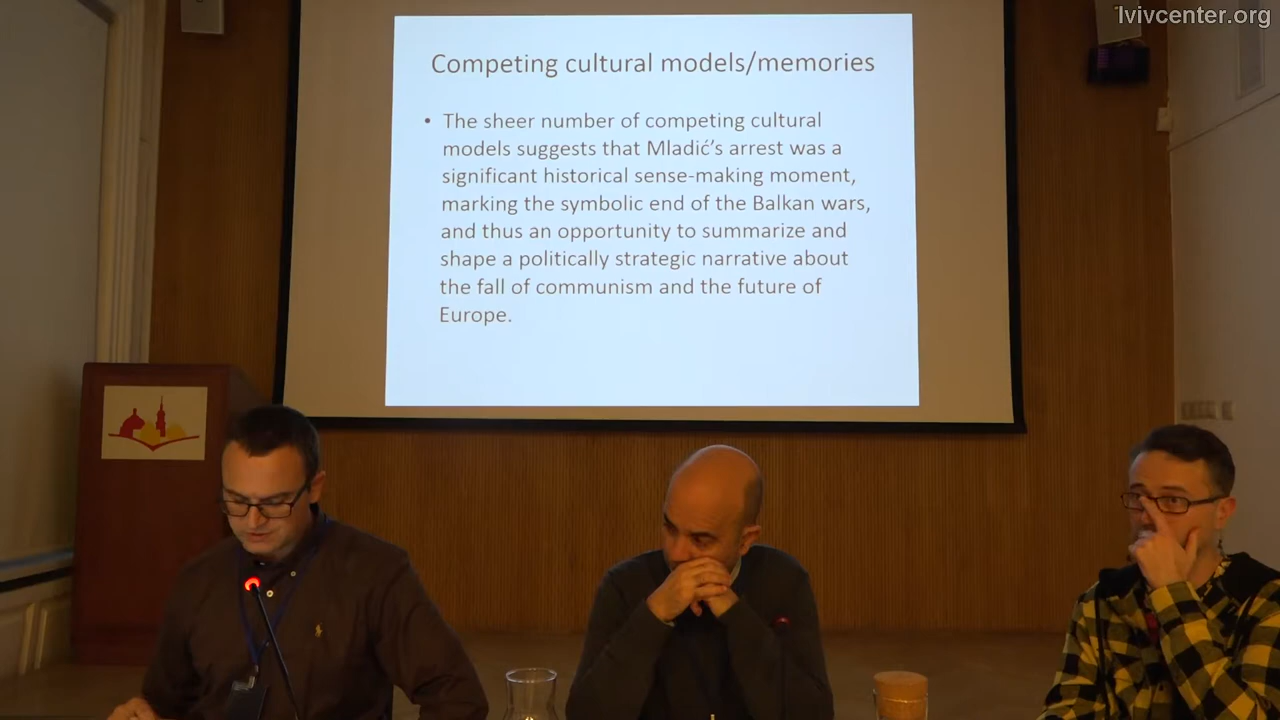 lvivcenter.org
Competing cultural models/memories
• The sheer number of competing cultural
models suggests that Mladić’s arrest was a
significant historical sense-making moment,
marking the symbolic end of the Balkan wars,
and thus an opportunity to summarize and
shape a politically strategic narrative about
the fall of communism and the future of
Europe.